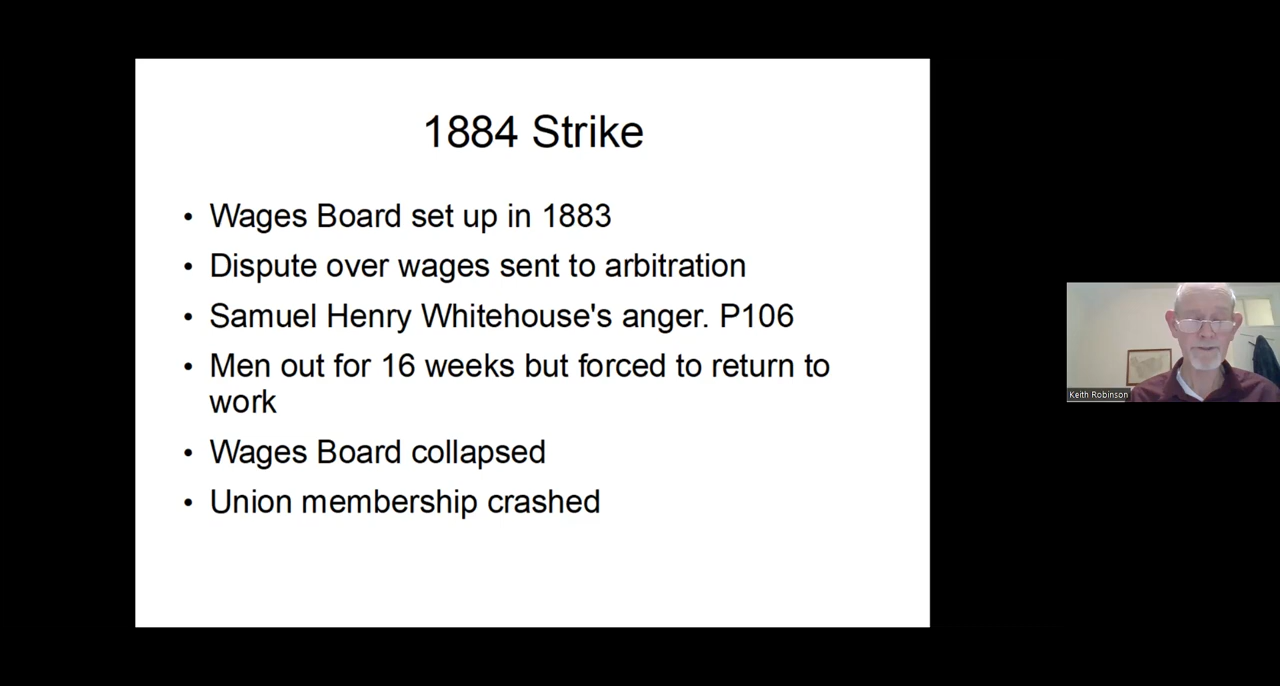 1884 Strike
• Wages Board set up in 1883
• Dispute over wages sent to arbitration
• Samuel Henry Whitehouse's anger. P106
• Men out for 16 weeks but forced to return to
work
• Wages Board collapsed
• Union membership crashed
Keith Robinson